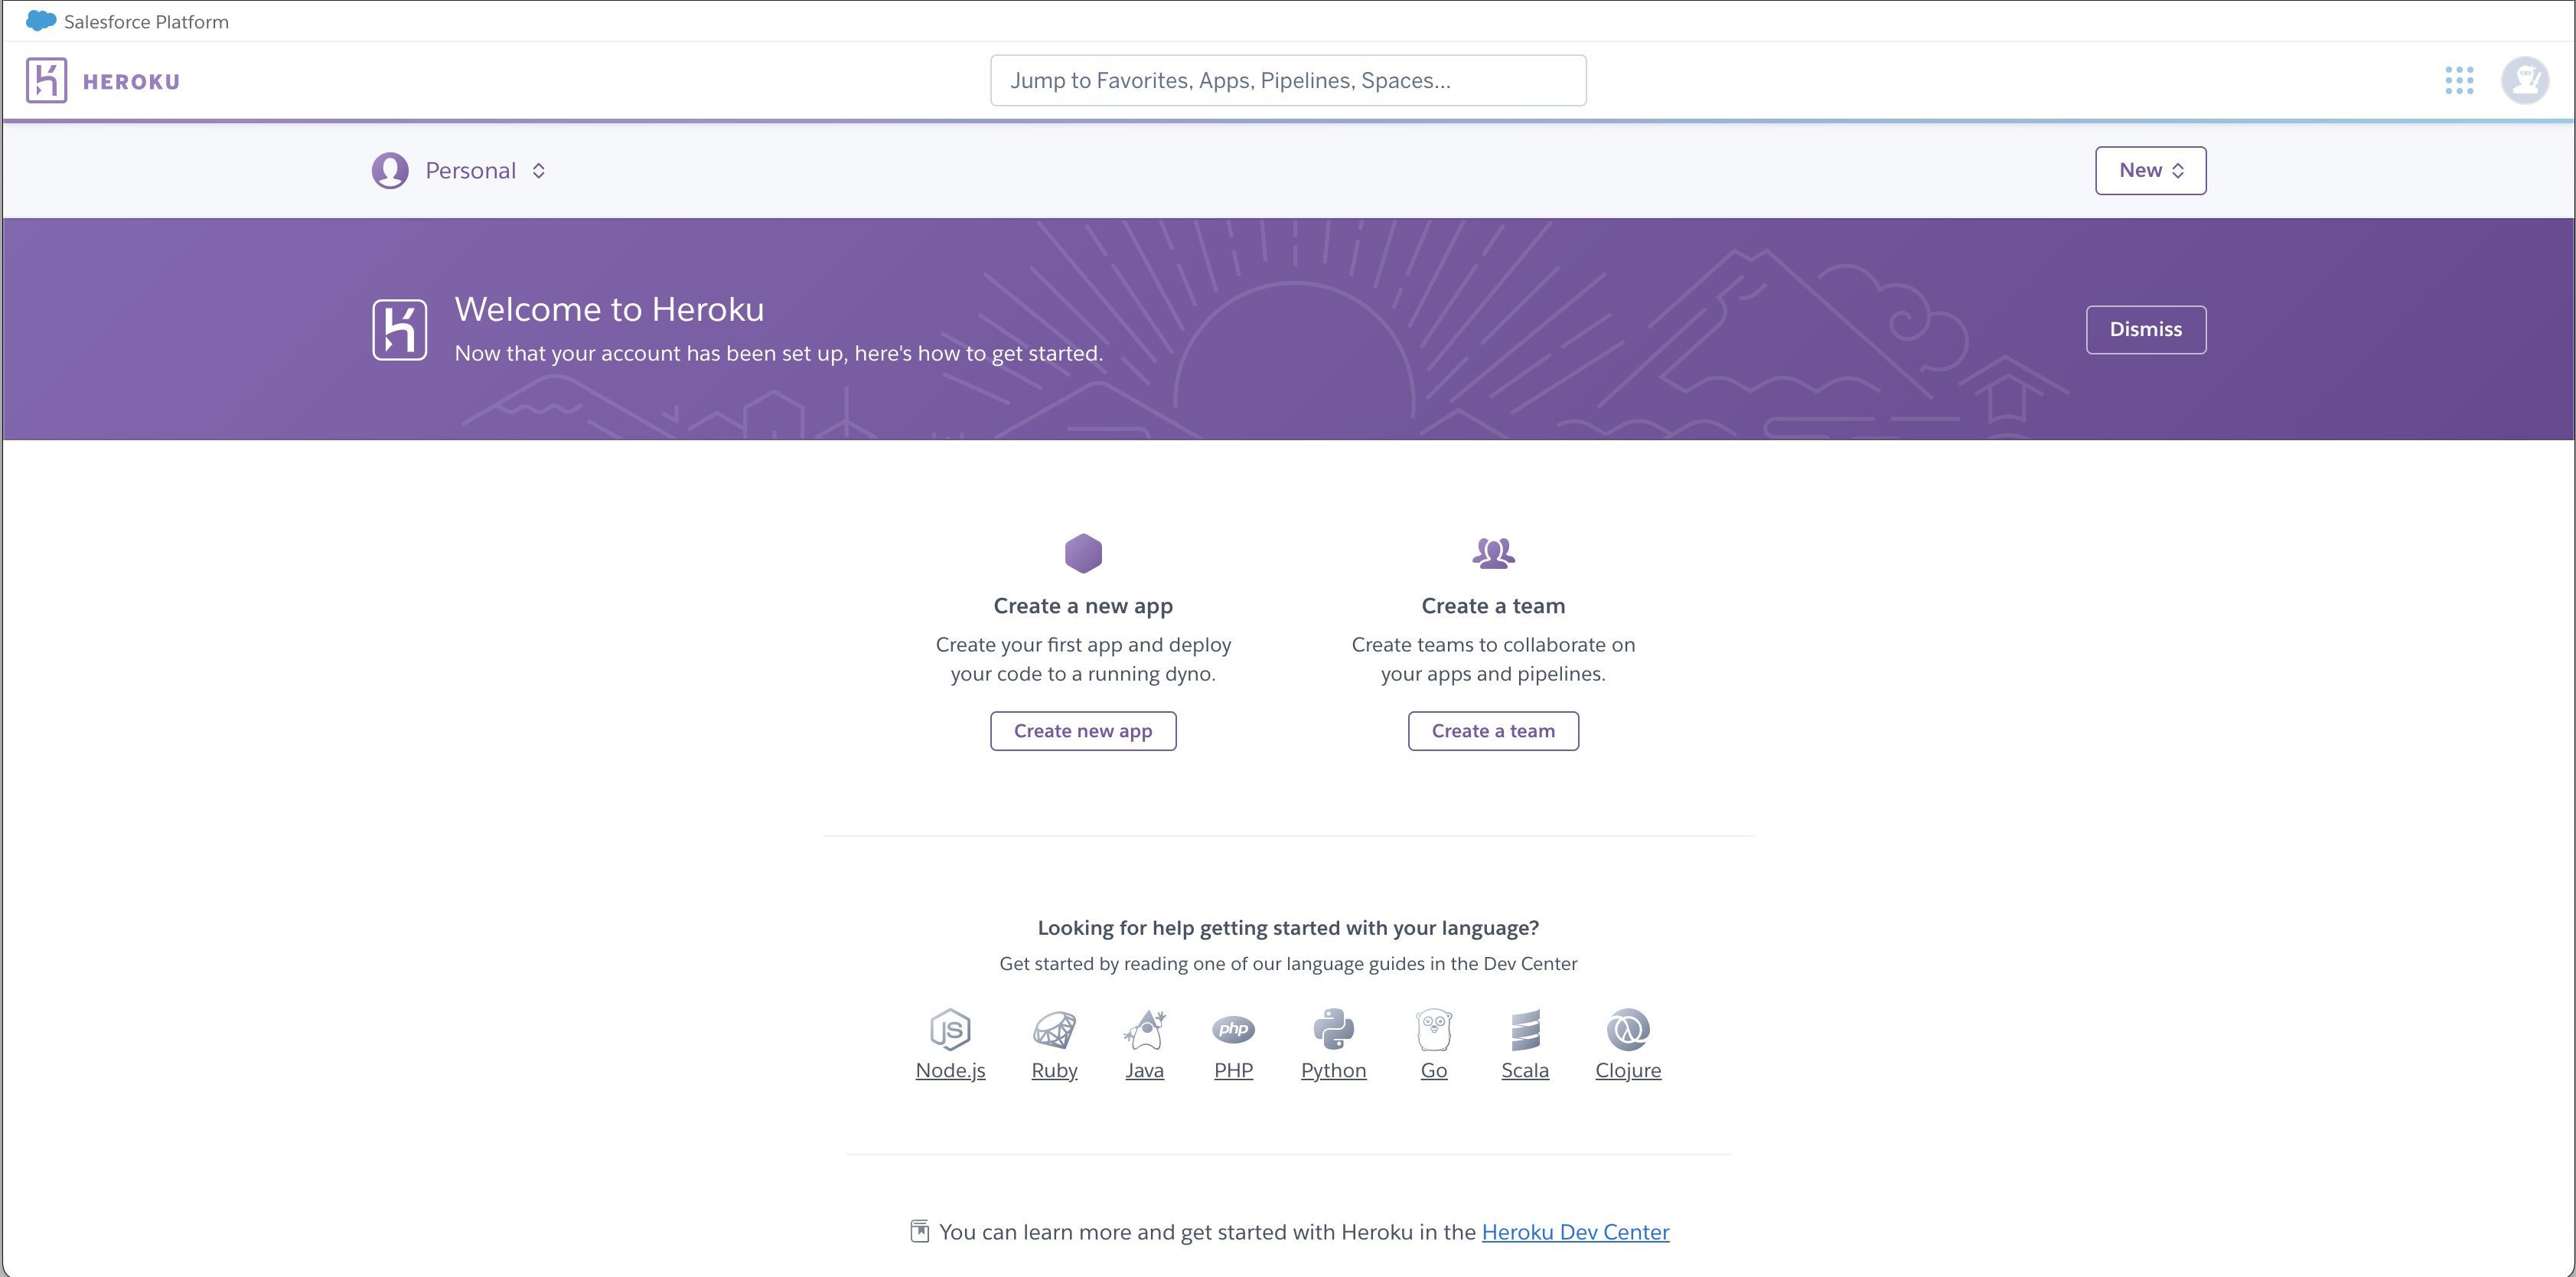 Salesforce Platform
HEROKU
Jump to Favorites, Apps, Pipelines, Spaces...
Personal
New
Welcome to Heroku
Now that your account has been set up, here's how to get started.
Dismiss
Create a new app
Create your first app and deploy
your code to a running dyno.
Create new app
Create a team
Create teams to collaborate on
your apps and pipelines.
Create a team
Looking for help getting started with your language?
Get started by reading one of our language guides in the Dev Center
JS
php
Node.js Ruby Java PHP Python Go Scala Clojure
You can learn more and get started with Heroku in the Heroku Dev Center